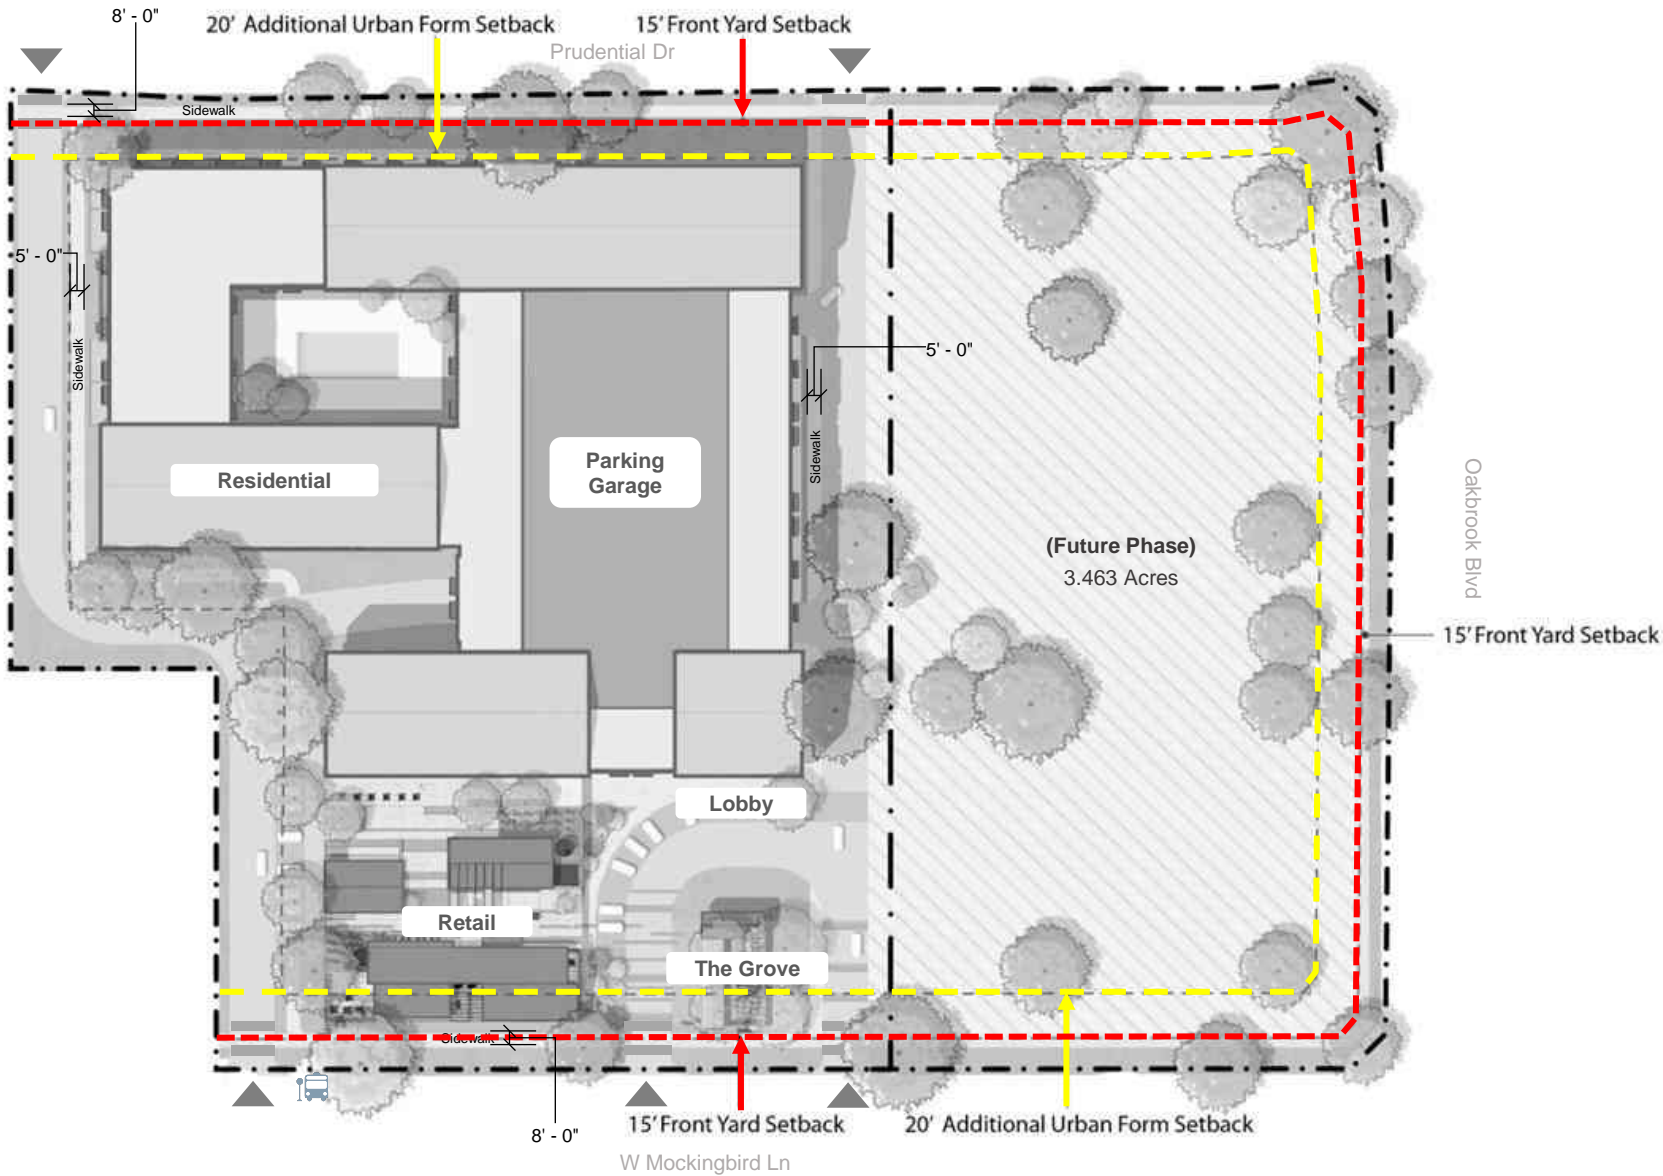 8' - 0"
20' Additional Urban Form Setback
15' Front Yard Setback
Prudential Dr
Sidewalk
5' - 0"
Sidewalk
5' - 0"
Sidewalk
Residential
Parking
Garage
(Future Phase)
3.463 Acres
Oakbrook Blvd
15' Front Yard Setback
Lobby
Retail
The Grove
Sidewalk
8' - 0"
15' Front Yard Setback
20' Additional Urban Form Setback
W Mockingbird Ln